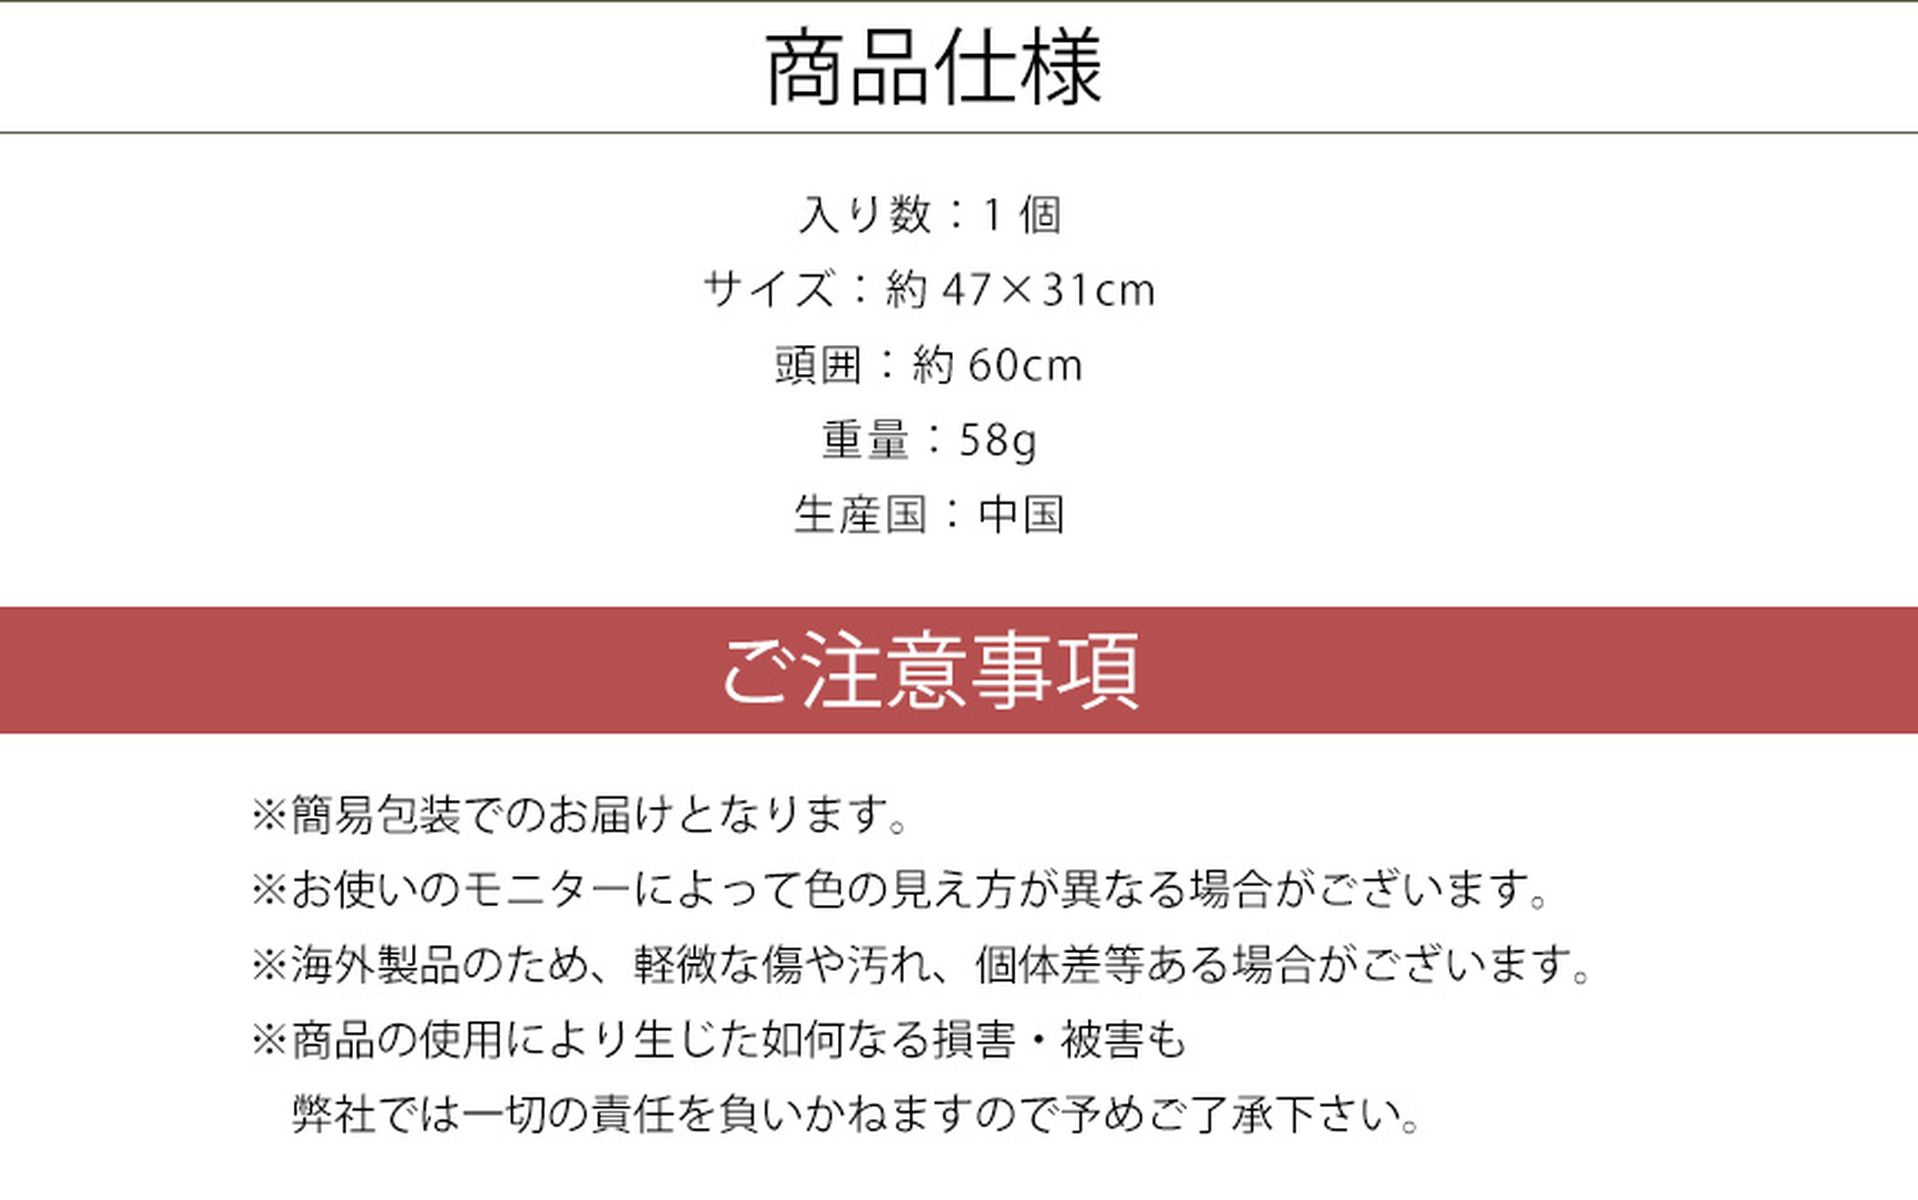 商品仕様
入り数：1 個
サイズ：約 47×31cm
頭囲：約 60cm
重量：58g
生産国：中国
ご注意事項
※簡易包装でのお届けとなります。
※お使いのモニターによって色の見え方が異なる場合がございます。
※海外製品のため、軽微な傷や汚れ、個体差等ある場合がございます。
※商品の使用により生じた如何なる損害・被害も
弊社では一切の責任を負いかねますので予めご了承下さい。